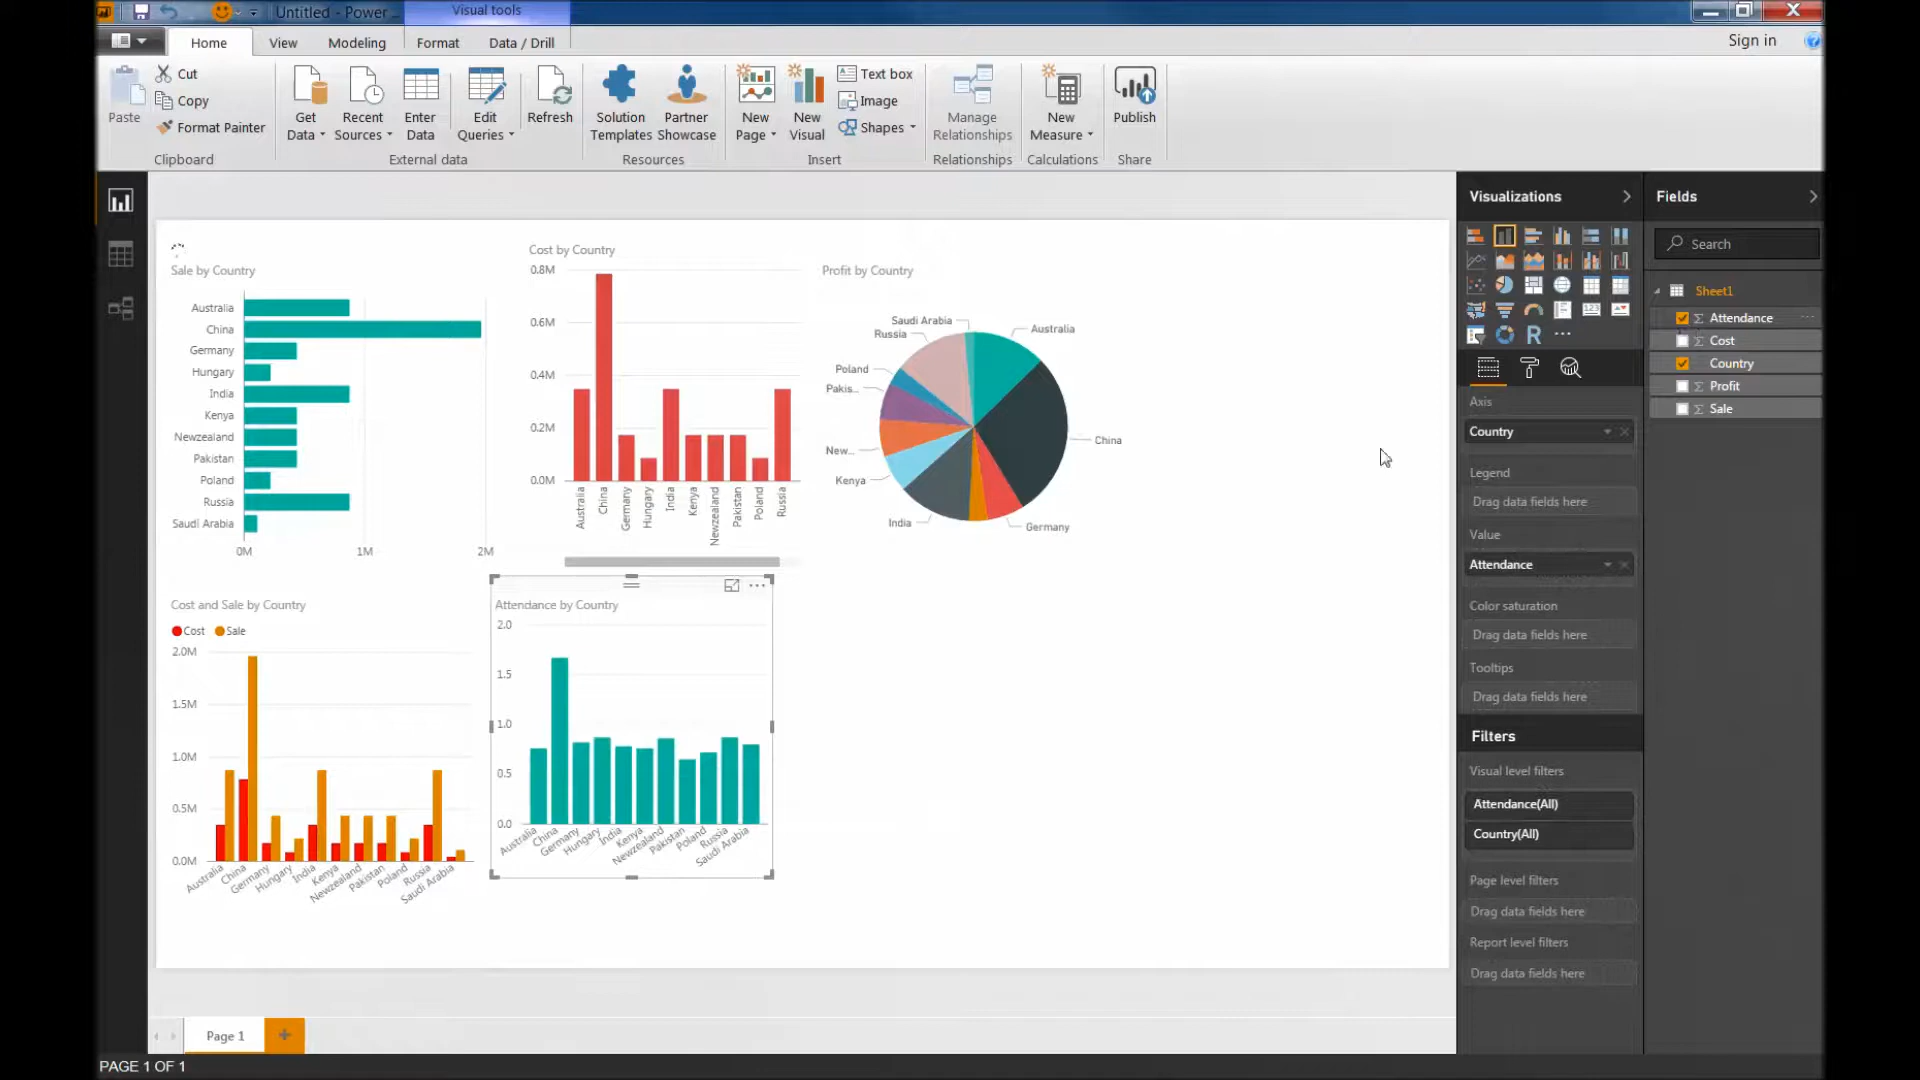 Untitled - Power
Visual tools
Home
View
Modeling
Format
Data / Drill
Sign in
Paste
Cut
Copy
Format Painter
Clipboard
Get Data
Recent Sources
Enter Data
Edit Queries
External data
Refresh
Solution Templates
Partner Showcase
Resources
New Page
New Visual
Text box
Image
Shapes
Insert
Manage Relationships
Relationships
New Measure
Calculations
Publish
Share
Sale by Country
Australia
China
Germany
Hungary
India
Kenya
Newzealand
Pakistan
Poland
Russia
Saudi Arabia
0M 1M 2M
Cost by Country
0.8M
0.6M
0.4M
0.2M
0.0M
Australia China Germany Hungary India Kenya Newzealand Pakistan Poland Russia
Profit by Country
Saudi Arabia
Russia
Australia
Poland
Pakis...
New...
China
Kenya
India
Germany
Cost and Sale by Country
Cost Sale
2.0M
1.5M
1.0M
0.5M
0.0M
Australia China Germany Hungary India Kenya Newzealand Pakistan Poland Russia Saudi Arabia
Attendance by Country
2.0
1.5
1.0
0.5
0.0
Australia China Germany Hungary India Kenya Newzealand Pakistan Poland Russia Saudi Arabia
Visualizations
R
Axis
Country
Legend
Drag data fields here
Value
Attendance
Color saturation
Drag data fields here
Tooltips
Drag data fields here
Filters
Visual level filters
Attendance(All)
Country(All)
Page level filters
Drag data fields here
Report level filters
Drag data fields here
Fields
Search
Sheet1
Σ Attendance
Σ Cost
Country
Σ Profit
Σ Sale
Page 1
PAGE 1 OF 1